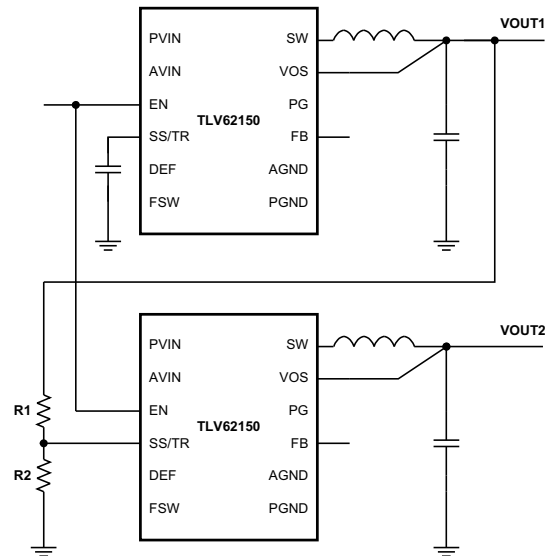 VOUT1
PVIN SW
AVIN VOS
EN PG
TLV62150
SS/TR FB
DEF AGND
FSW PGND
VOUT2
PVIN SW
AVIN VOS
R1 EN PG
TLV62150
SS/TR FB
R2 DEF AGND
FSW PGND